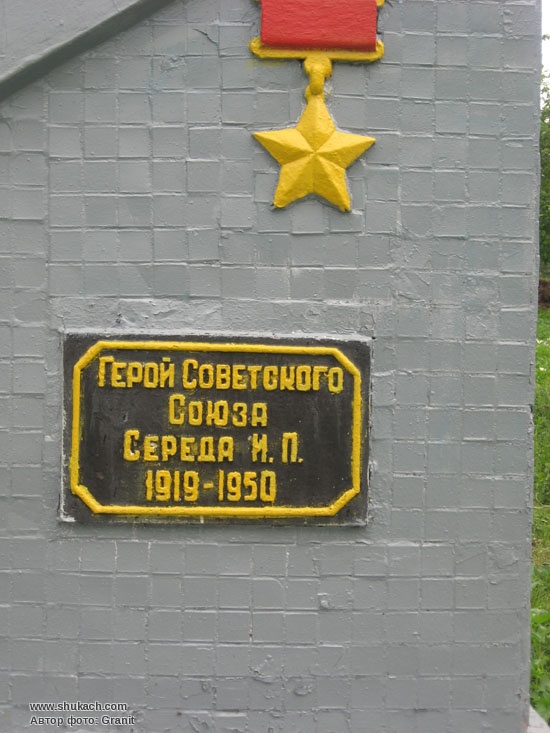 Герой Советского
Союза
Середа И. П.
1919-1950
www.shukach.com
Автор фото: Granit